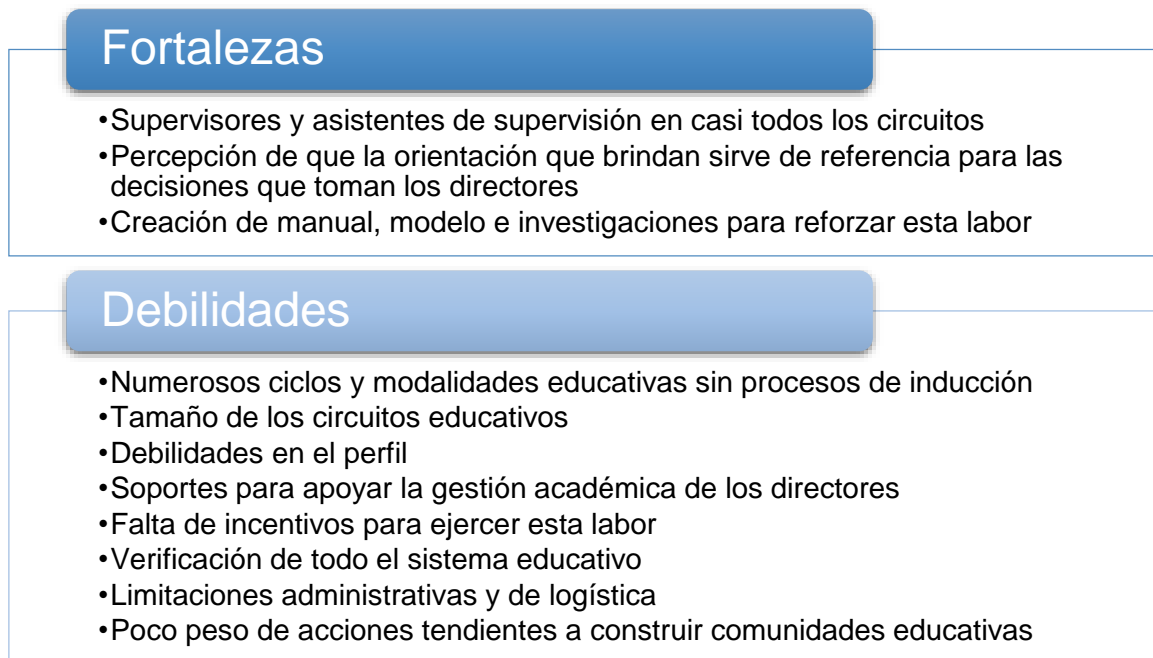 Fortalezas
•Supervisores y asistentes de supervisión en casi todos los circuitos
•Percepción de que la orientación que brindan sirve de referencia para las
decisiones que toman los directores
•Creación de manual, modelo e investigaciones para reforzar esta labor
Debilidades
•Numerosos ciclos y modalidades educativas sin procesos de inducción
•Tamaño de los circuitos educativos
•Debilidades en el perfil
•Soportes para apoyar la gestión académica de los directores
•Falta de incentivos para ejercer esta labor
•Verificación de todo el sistema educativo
•Limitaciones administrativas y de logística
•Poco peso de acciones tendientes a construir comunidades educativas